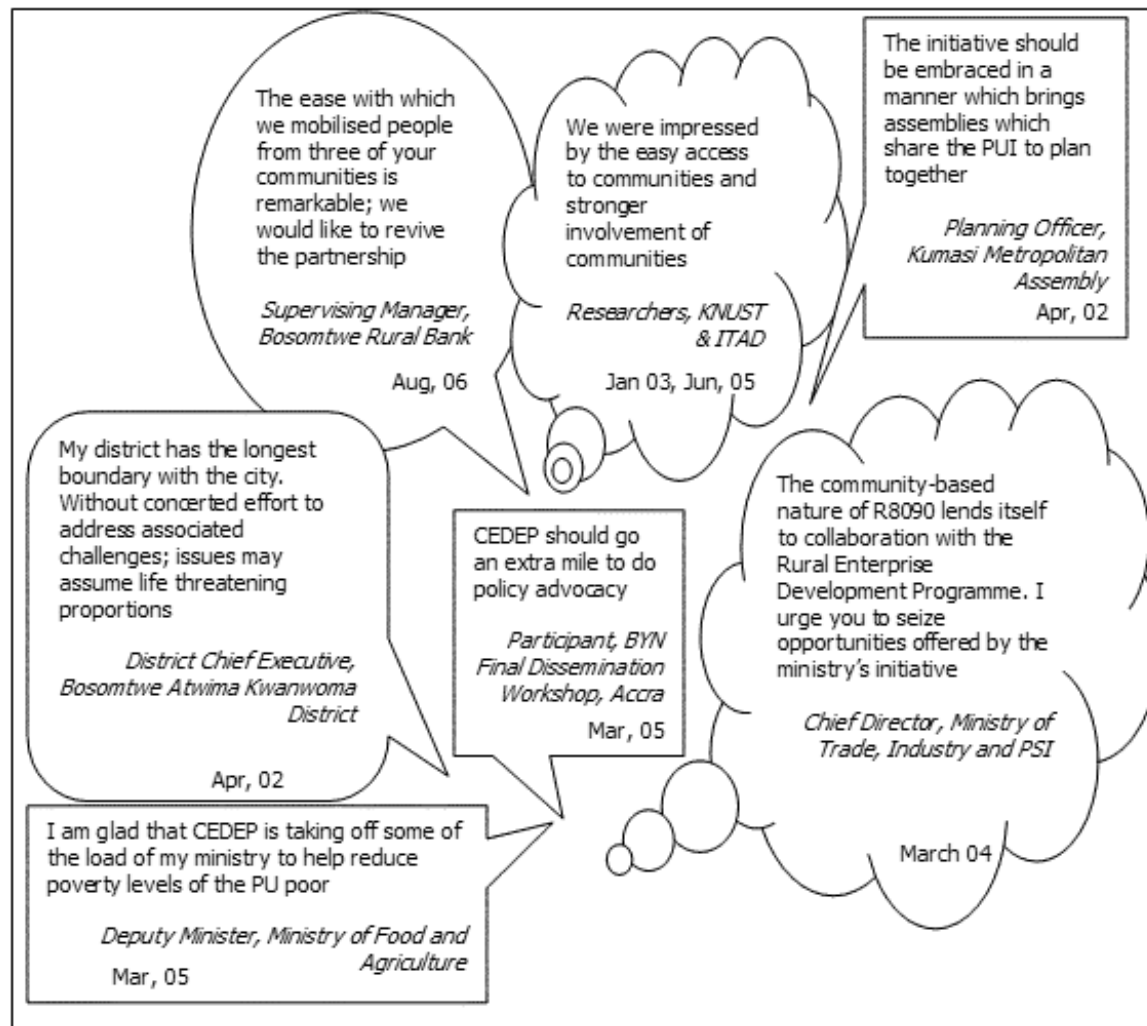 The ease with which
we mobilised people
from three of your
communities is
remarkable; we
would like to revive
the partnership
Supervising Manager,
Bosomtwe Rural Bank
Aug, 06
We were impressed
by the easy access
to communities and
stronger
involvement of
communities
Researchers, KNUST
& ITAD
Jan 03, Jun, 05
The initiative should
be embraced in a
manner which brings
assemblies which
share the PUI to plan
together
Planning Officer,
Kumasi Metropolitan
Assembly
Apr, 02
My district has the longest
boundary with the city.
Without concerted effort to
address associated
challenges; issues may
assume life threatening
proportions
District Chief Executive,
Bosomtwe Atwima Kwanwoma
District
Apr, 02
CEDEP should go
an extra mile to do
policy advocacy
Participant, BYN
Final Dissemination
Workshop, Accra
Mar, 05
The community-based
nature of R8090 lends itself
to collaboration with the
Rural Enterprise
Development Programme. I
urge you to seize
opportunities offered by the
ministry's initiative
Chief Director, Ministry of
Trade, Industry and PSI
March 04
I am glad that CEDEP is taking off some of
the load of my ministry to help reduce
poverty levels of the PU poor
Deputy Minister, Ministry of Food and
Agriculture
Mar, 05